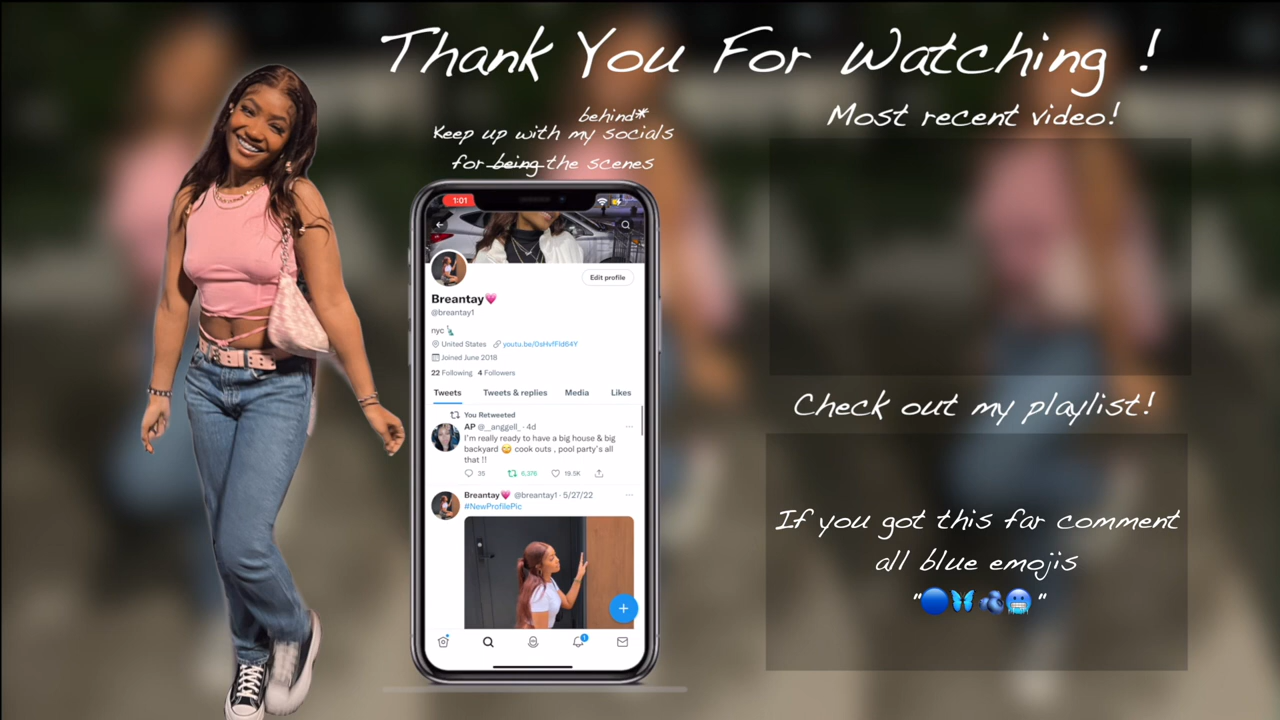 Thank You For Watching !
behind*
Keep up with my socials
for being the scenes
1:01
Edit profile
Breantay💗
@breantay1
nyc 🗽
United States youtu.be/0sHvfFld64Y
Joined June 2018
22 Following 4 Followers
Tweets Tweets & replies Media Likes
You Retweeted
AP @__anggell_ · 4d
I'm really ready to have a big house & big
backyard 😳 cook outs , pool party's all
that !!
35 6,376 19.5K
Breantay💗 @breantay1 · 5/27/22
#NewProfilePic
1
Most recent video!
Check out my playlist!
If you got this far comment
all blue emojis
"🔵🦋🫐🥶"